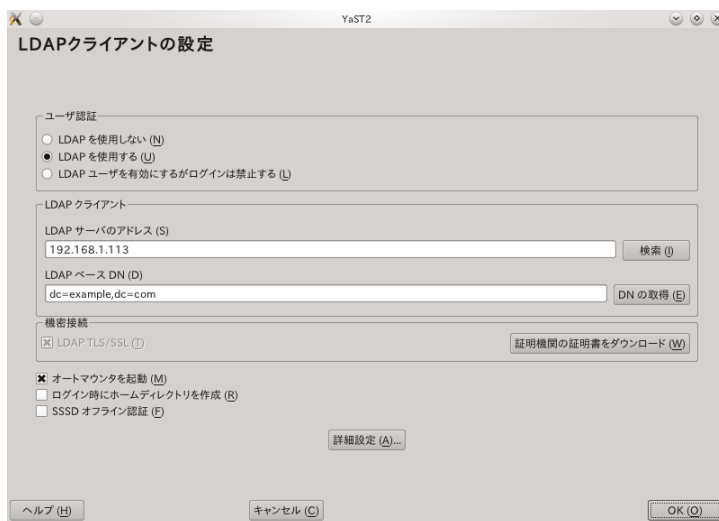 YaST2
LDAPクライアントの設定
ユーザ認証
LDAP を使用しない (N)
LDAP を使用する (U)
LDAP ユーザを有効にするがログインは禁止する (L)
LDAP クライアント
LDAP サーバのアドレス (S)
192.168.1.113
検索 (I)
LDAP ベース DN (D)
dc=example,dc=com
DN の取得 (E)
機密接続
LDAP TLS/SSL (T)
証明機関の証明書をダウンロード (W)
オートマウンタを起動 (M)
ログイン時にホームディレクトリを作成 (R)
SSSD オフライン認証 (F)
詳細設定 (A)...
ヘルプ (H)
キャンセル (C)
OK (O)